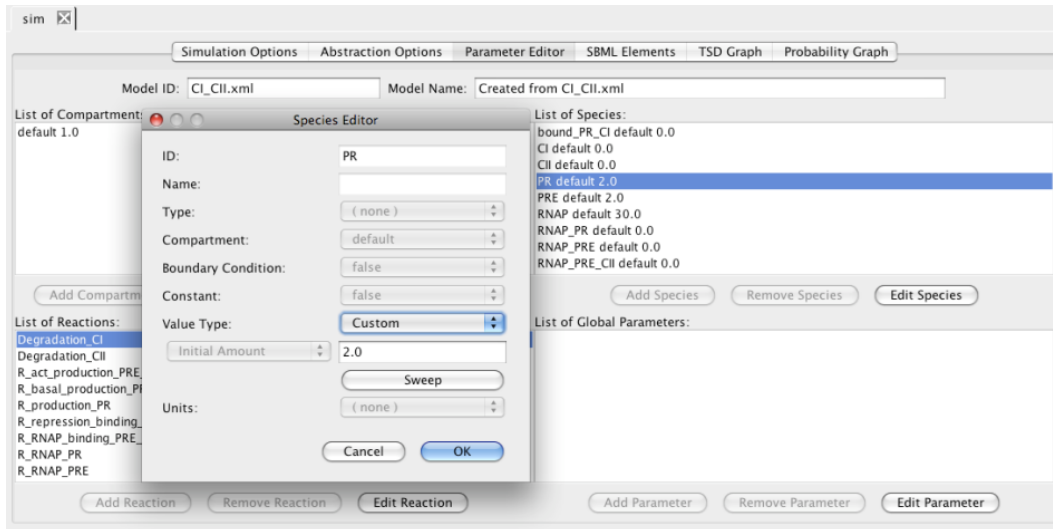 sim
Simulation Options Abstraction Options Parameter Editor SBML Elements TSD Graph Probability Graph
Model ID: CI_CII.xml Model Name: Created from CI_CII.xml
List of Compartment
default 1.0
Add Compartm
List of Reactions:
Degradation_CI
Degradation_CII
R_act_production_PRE_
R_basal_production_PR
R_production_PR
R_repression_binding_
R_RNAP_binding_PRE_
R_RNAP_PR
R_RNAP_PRE
Add Reaction Remove Reaction Edit Reaction
Species Editor
ID: PR
Name:
Type: ( none )
Compartment: default
Boundary Condition: false
Constant: false
Value Type: Custom
Initial Amount 2.0
Sweep
Units: ( none )
Cancel OK
List of Species:
bound_PR_CI default 0.0
CI default 0.0
CII default 0.0
PR default 2.0
PRE default 2.0
RNAP default 30.0
RNAP_PR default 0.0
RNAP_PRE default 0.0
RNAP_PRE_CII default 0.0
Add Species Remove Species Edit Species
List of Global Parameters:
Add Parameter Remove Parameter Edit Parameter